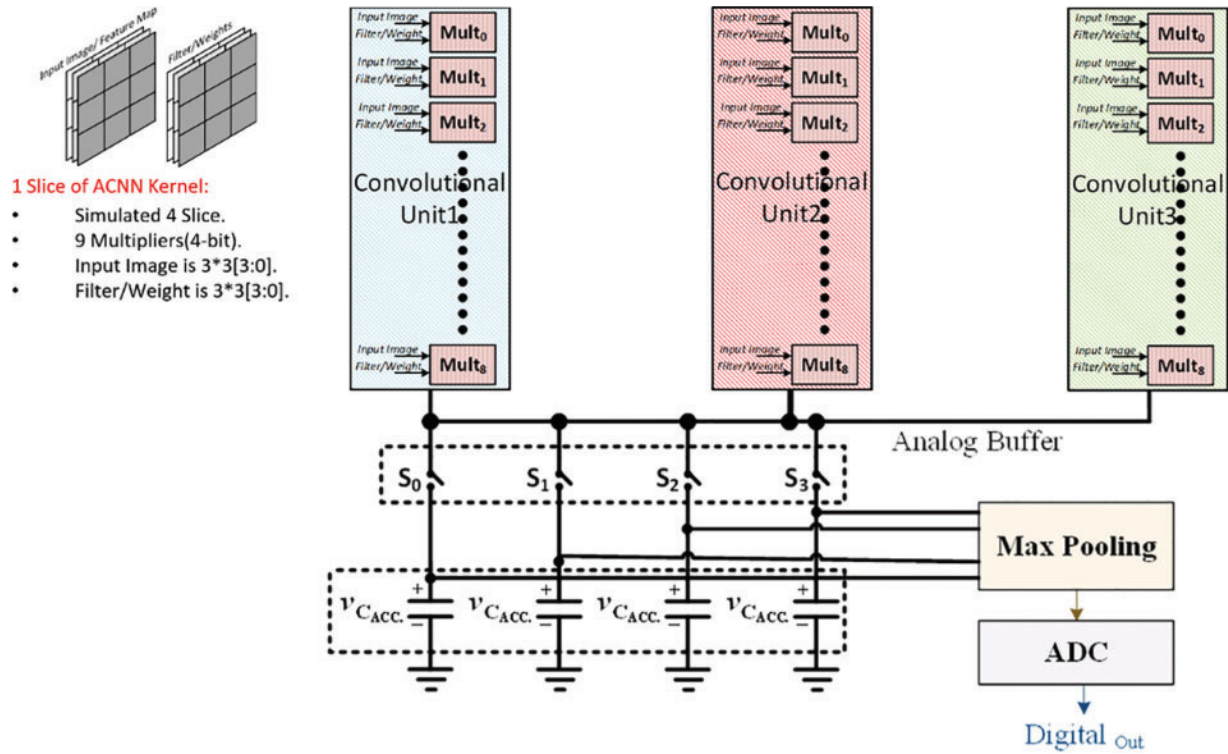 Input Image/ Feature Map
Filter/Weights
1 Slice of ACNN Kernel:
• Simulated 4 Slice.
• 9 Multipliers(4-bit).
• Input Image is 3*3[3:0].
• Filter/Weight is 3*3[3:0].
Input Image
Filter/Weight
Mult0
Input Image
Filter/Weight
Mult1
Input Image
Filter/Weight
Mult2
Convolutional
Unit1
Input Image
Filter/Weight
Mult8
Input Image
Filter/Weight
Mult0
Input Image
Filter/Weight
Mult1
Input Image
Filter/Weight
Mult2
Convolutional
Unit2
Input Image
Filter/Weight
Mult8
Input Image
Filter/Weight
Mult0
Input Image
Filter/Weight
Mult1
Input Image
Filter/Weight
Mult2
Convolutional
Unit3
Input Image
Filter/Weight
Mult8
Analog Buffer
S0 S1 S2 S3
Max Pooling
+ + + +
vCACC. vCACC. vCACC. vCACC.
− − − −
ADC
Digital Out